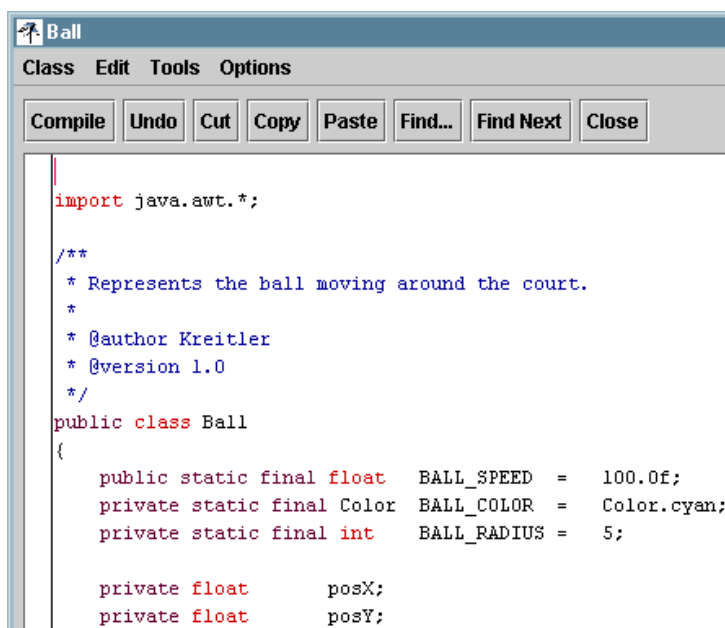 Ball
Class Edit Tools Options
Compile Undo Cut Copy Paste Find... Find Next Close
import java.awt.*;
/**
 * Represents the ball moving around the court.
 *
 * @author Kreitler
 * @version 1.0
 */
public class Ball
{
    public static final float   BALL_SPEED  =   100.0f;
    private static final Color  BALL_COLOR  =   Color.cyan;
    private static final int    BALL_RADIUS =   5;
    private float       posX;
    private float       posY;